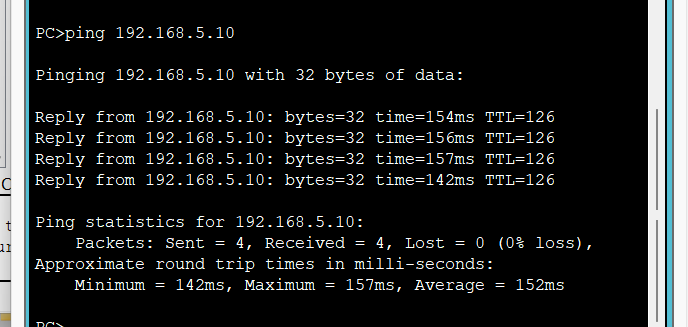 PC>ping 192.168.5.10
Pinging 192.168.5.10 with 32 bytes of data:
Reply from 192.168.5.10: bytes=32 time=154ms TTL=126
Reply from 192.168.5.10: bytes=32 time=156ms TTL=126
Reply from 192.168.5.10: bytes=32 time=157ms TTL=126
Reply from 192.168.5.10: bytes=32 time=142ms TTL=126
Ping statistics for 192.168.5.10:
Packets: Sent = 4, Received = 4, Lost = 0 (0% loss),
Approximate round trip times in milli-seconds:
Minimum = 142ms, Maximum = 157ms, Average = 152ms
PC>